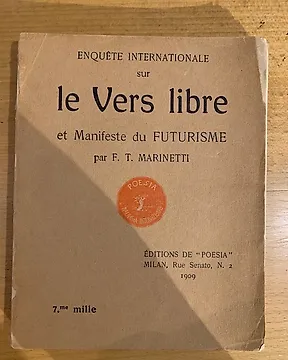 ENQUÊTE INTERNATIONALE
sur
le Vers libre
et Manifeste du FUTURISME
par F. T. MARINETTI
POESIA
ÉDITIONS DE "POESIA"
MILAN, Rue Senato, N. 2
1909
7.me mille